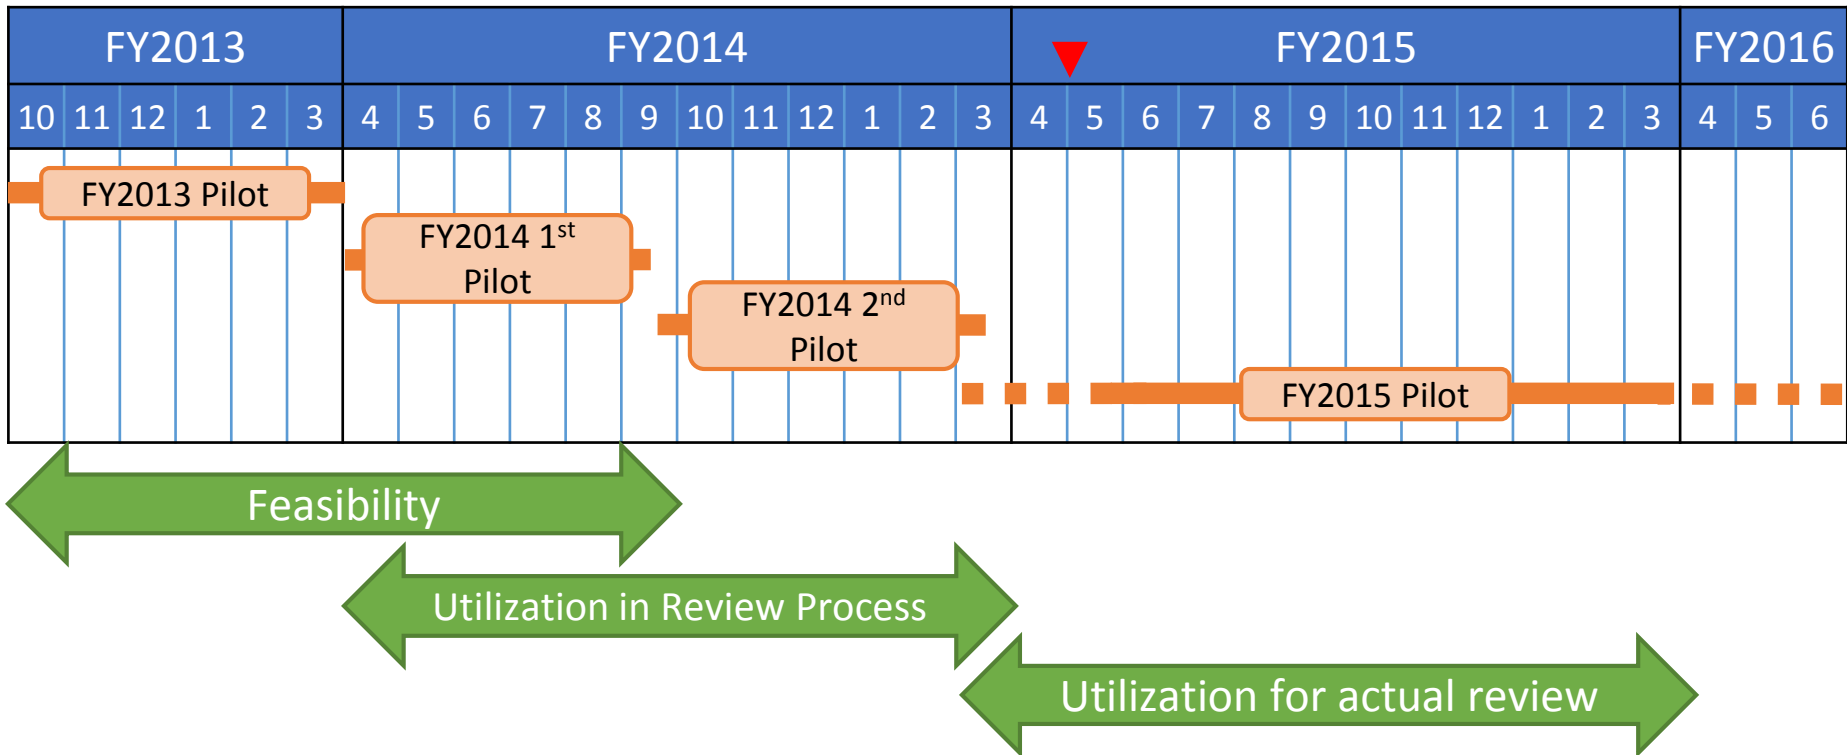 FY2013 FY2014 FY2015 FY2016
10 11 12 1 2 3 4 5 6 7 8 9 10 11 12 1 2 3 4 5 6 7 8 9 10 11 12 1 2 3 4 5 6
FY2013 Pilot
FY2014 1st
Pilot
FY2014 2nd
Pilot
FY2015 Pilot
Feasibility
Utilization in Review Process
Utilization for actual review